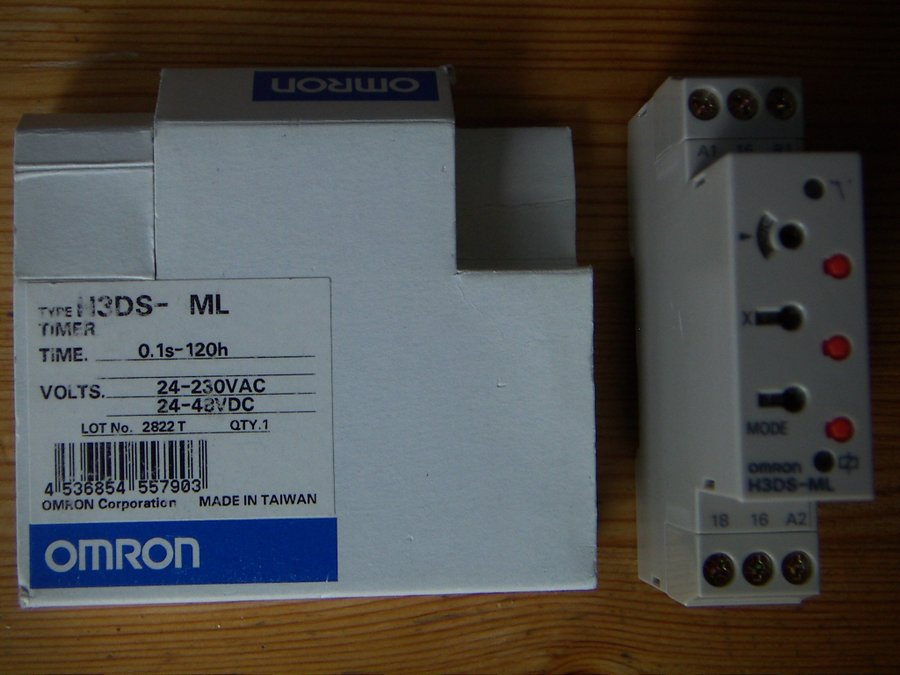 OMRON
TYPE H3DS- ML
TIMER
TIME. 0.1s-120h
VOLTS. 24-230VAC
24-48VDC
LOT No. 2822 T QTY.1
4 536854 557903
OMRON Corporation MADE IN TAIWAN
OMRON
A1 15 B1
X
MODE
OMRON
H3DS-ML
18 16 A2